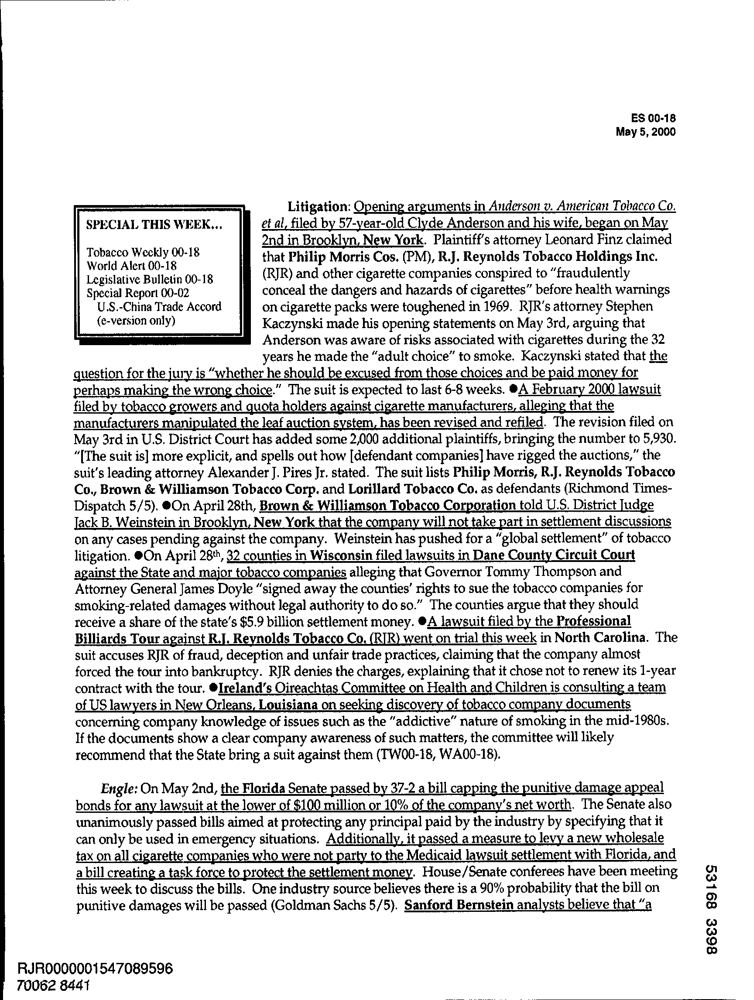 ES 00-18
May 5, 2000
SPECIAL THIS WEEK...
Tobacco Weekly 00-18
World Alert 00-18
Legislative Bulletin 00-18
Special Report 00-02
U.S.-China Trade Accord
(e-version only)
Litigation: Opening arguments in Anderson v. American Tobacco Co.
et al, filed by 57-year-old Clyde Anderson and his wife, began on May
2nd in Brooklyn, New York. Plaintiff's attorney Leonard Finz claimed
that Philip Morris Cos. (PM), R.J. Reynolds Tobacco Holdings Inc.
(RJR) and other cigarette companies conspired to "fraudulently
conceal the dangers and hazards of cigarettes" before health warnings
on cigarette packs were toughened in 1969. RJR's attorney Stephen
Kaczynski made his opening statements on May 3rd, arguing that
Anderson was aware of risks associated with cigarettes during the 32
years he made the "adult choice" to smoke. Kaczynski stated that the
question for the jury is "whether he should be excused from those choices and be paid money for
perhaps making the wrong choice." The suit is expected to last 6-8 weeks. ●A February 2000 lawsuit
filed by tobacco growers and quota holders against cigarette manufacturers, alleging that the
manufacturers manipulated the leaf auction system, has been revised and refiled. The revision filed on
May 3rd in U.S. District Court has added some 2,000 additional plaintiffs, bringing the number to 5,930.
"[The suit is] more explicit, and spells out how [defendant companies] have rigged the auctions," the
suit's leading attorney Alexander J. Pires Jr. stated. The suit lists Philip Morris, R.J. Reynolds Tobacco
Co., Brown & Williamson Tobacco Corp. and Lorillard Tobacco Co. as defendants (Richmond Times-
Dispatch 5/5). ●On April 28th, Brown & Williamson Tobacco Corporation told U.S. District Judge
Jack B. Weinstein in Brooklyn, New York that the company will not take part in settlement discussions
on any cases pending against the company. Weinstein has pushed for a "global settlement" of tobacco
litigation. ●On April 28th, 32 counties in Wisconsin filed lawsuits in Dane County Circuit Court
against the State and major tobacco companies alleging that Governor Tommy Thompson and
Attorney General James Doyle "signed away the counties' rights to sue the tobacco companies for
smoking-related damages without legal authority to do so." The counties argue that they should
receive a share of the state's $5.9 billion settlement money. ●A lawsuit filed by the Professional
Billiards Tour against R.J. Reynolds Tobacco Co. (RJR) went on trial this week in North Carolina. The
suit accuses RJR of fraud, deception and unfair trade practices, claiming that the company almost
forced the tour into bankruptcy. RJR denies the charges, explaining that it chose not to renew its 1-year
contract with the tour. ●Ireland's Oireachtas Committee on Health and Children is consulting a team
of US lawyers in New Orleans, Louisiana on seeking discovery of tobacco company documents
concerning company knowledge of issues such as the "addictive" nature of smoking in the mid-1980s.
If the documents show a clear company awareness of such matters, the committee will likely
recommend that the State bring a suit against them (TW00-18, WA00-18).
Engle: On May 2nd, the Florida Senate passed by 37-2 a bill capping the punitive damage appeal
bonds for any lawsuit at the lower of $100 million or 10% of the company's net worth. The Senate also
unanimously passed bills aimed at protecting any principal paid by the industry by specifying that it
can only be used in emergency situations. Additionally, it passed a measure to levy a new wholesale
tax on all cigarette companies who were not party to the Medicaid lawsuit settlement with Florida, and
a bill creating a task force to protect the settlement money. House/Senate conferees have been meeting
this week to discuss the bills. One industry source believes there is a 90% probability that the bill on
punitive damages will be passed (Goldman Sachs 5/5). Sanford Bernstein analysts believe that "a
53168 3398
RJR0000001547089596
70062 8441